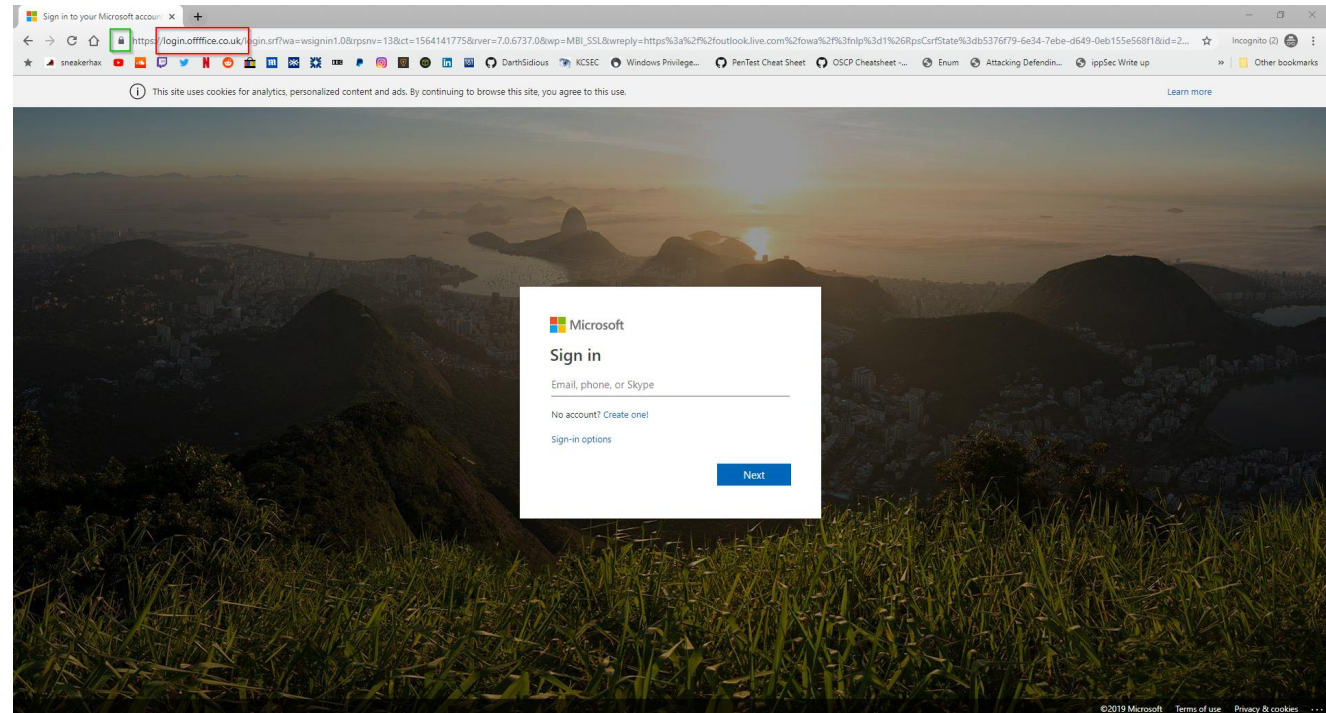 Sign in to your Microsoft account
https://login.offfice.co.uk/login.srf?wa=wsignin1.0&rpsnv=13&ct=1564141775&rver=7.0.6737.0&wp=MBI_SSL&wreply=https%3a%2f%2foutlook.live.com%2fowa%2f%3fnlp%3d1%26RpsCsrfState%3db5376f79-6e34-7ebe-d649-0eb155e568f1&id=2... Incognito (2)
sneakerhax DarthSidious KCSEC Windows Privilege... PenTest Cheat Sheet OSCP Cheatsheet -... Enum Attacking Defendin... ippSec Write up » Other bookmarks
This site uses cookies for analytics, personalized content and ads. By continuing to browse this site, you agree to this use. Learn more
Microsoft
Sign in
Email, phone, or Skype
No account? Create one!
Sign-in options
Next
©2019 Microsoft Terms of use Privacy & cookies ...